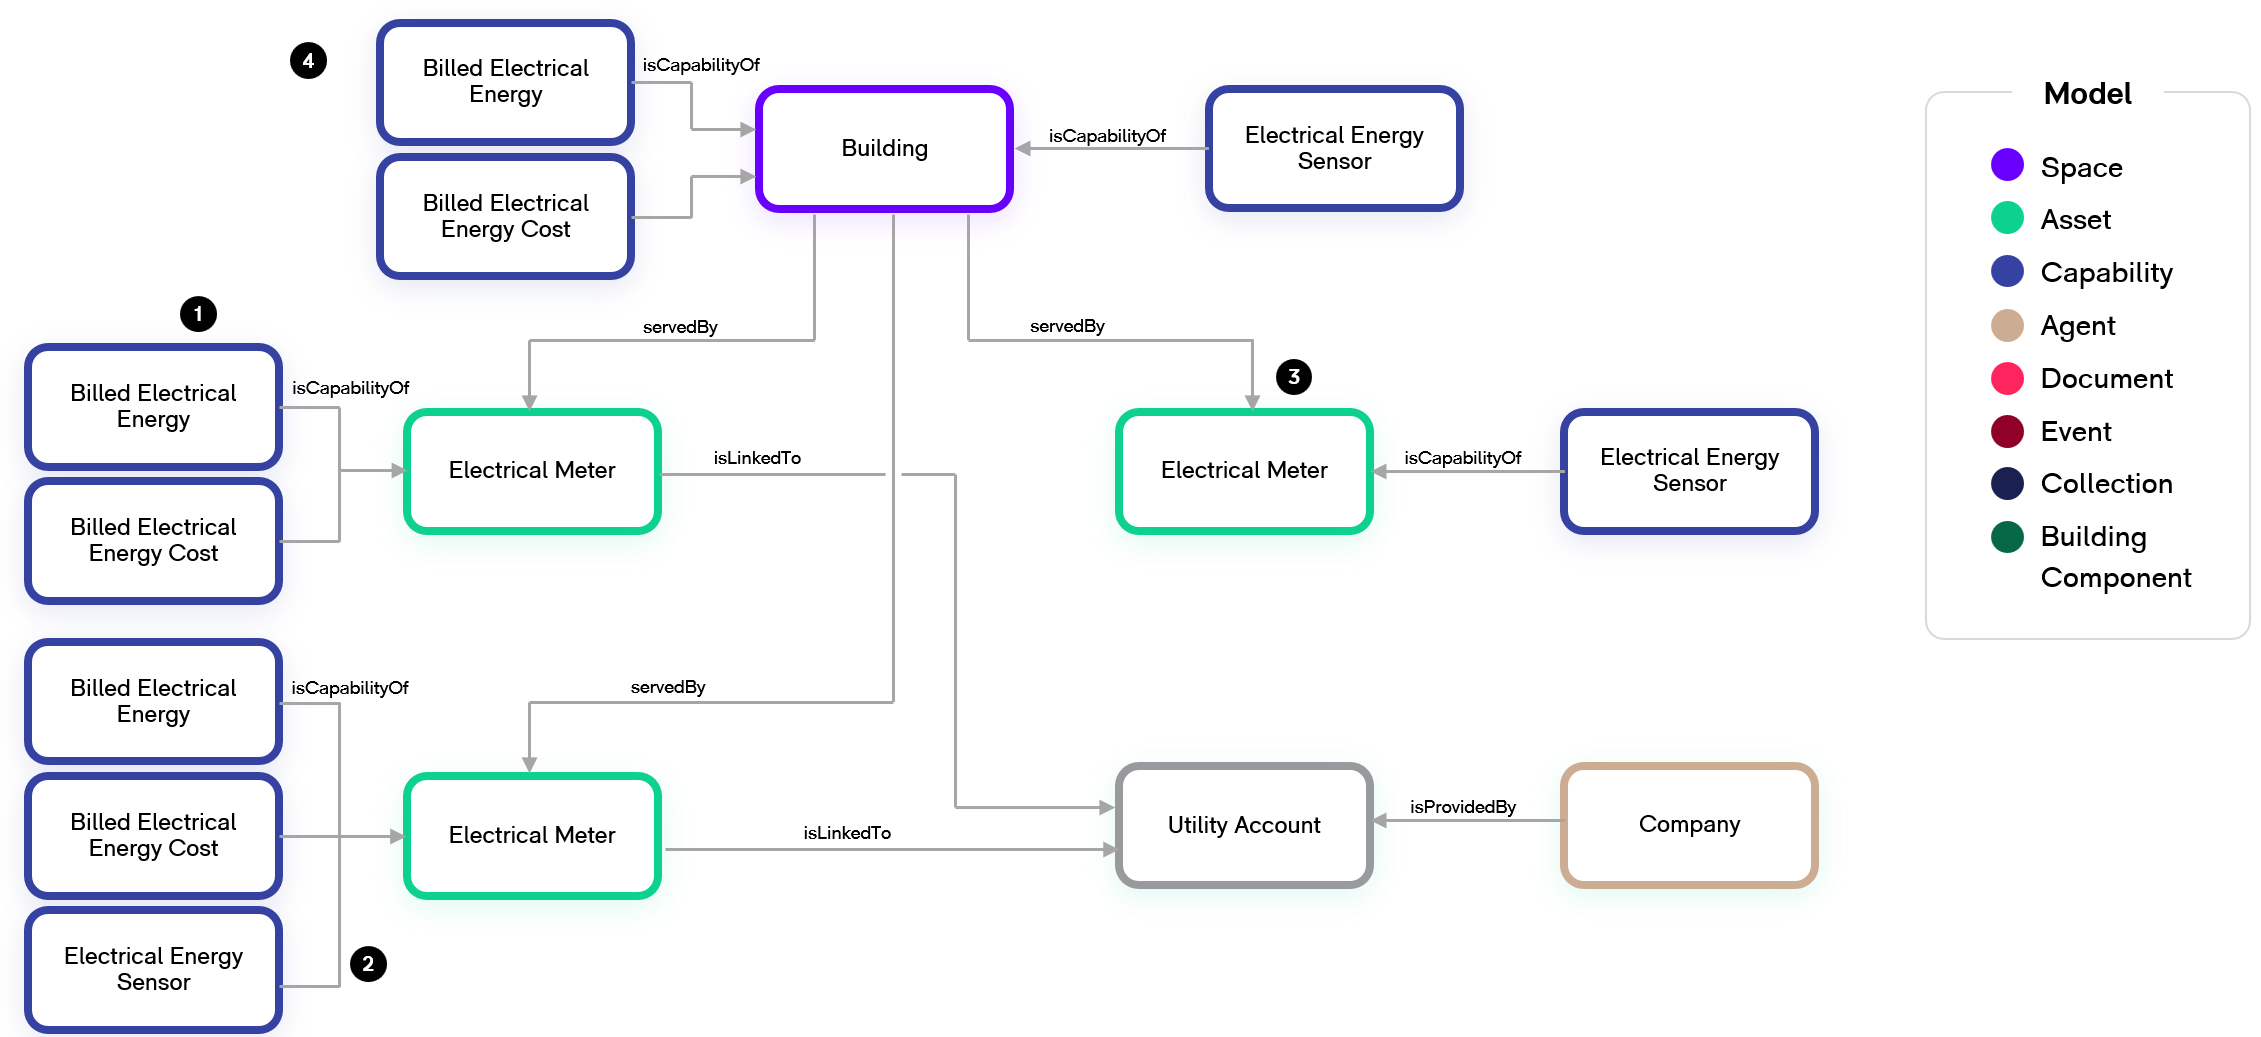 4
Billed Electrical
Energy
isCapabilityOf
Billed Electrical
Energy Cost
Building
isCapabilityOf
Electrical Energy
Sensor
servedBy
servedBy
1
Billed Electrical
Energy
isCapabilityOf
Billed Electrical
Energy Cost
Electrical Meter
isLinkedTo
3
Electrical Meter
isCapabilityOf
Electrical Energy
Sensor
Billed Electrical
Energy
isCapabilityOf
servedBy
Billed Electrical
Energy Cost
Electrical Meter
isLinkedTo
Utility Account
isProvidedBy
Company
Electrical Energy
Sensor
2
Model
Space
Asset
Capability
Agent
Document
Event
Collection
Building
Component